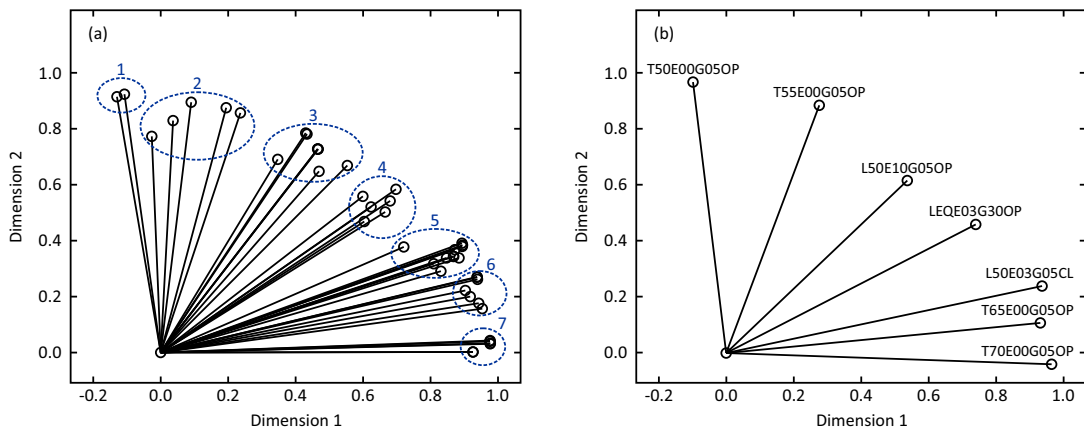 (a)
1
2
3
4
5
6
7
1.0
0.8
0.6
0.4
0.2
0.0
-0.2 0.0 0.2 0.4 0.6 0.8 1.0
Dimension 1
Dimension 2
(b)
T50E00G05OP
T55E00G05OP
L50E10G05OP
LEQE03G30OP
L50E03G05CL
T65E00G05OP
T70E00G05OP
1.0
0.8
0.6
0.4
0.2
0.0
-0.2 0.0 0.2 0.4 0.6 0.8 1.0
Dimension 1
Dimension 2